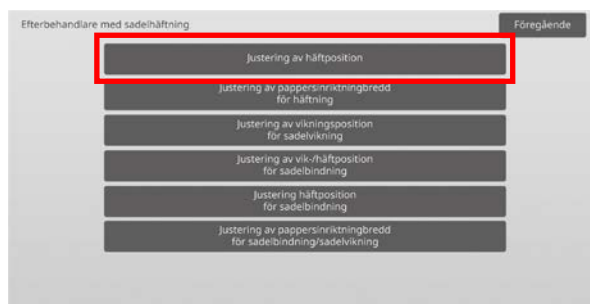 Efterbehandlare med sadelhäftning
Föregående
Justering av häftposition
Justering av pappersinriktningbredd
för häftning
Justering av vikningsposition
för sadelvikning
Justering av vik-/häftposition
för sadelbindning
Justering häftposition
för sadelbindning
Justering av pappersinriktningbredd
för sadelbindning/sadelvikning